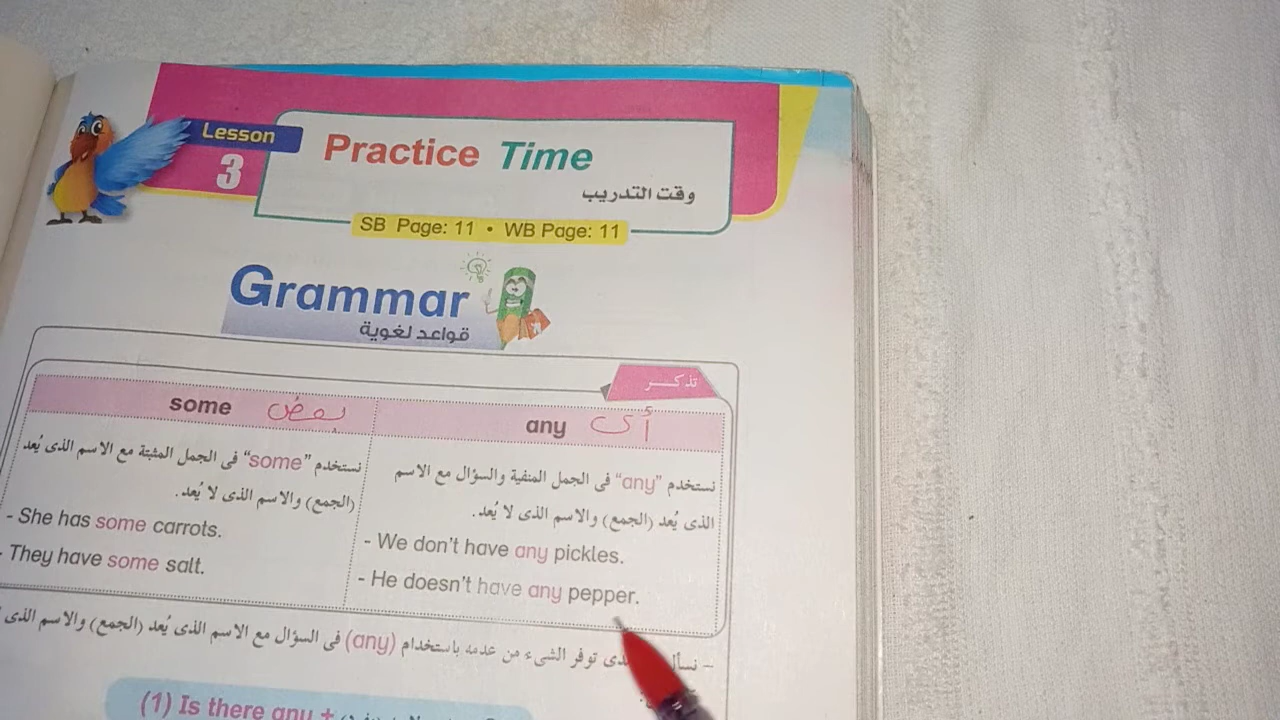 Lesson
3
Practice Time
وقت التدريب
SB Page: 11 • WB Page: 11
Grammar
قواعد لغوية
تذكر
some بعض
نستخدم "some" فى الجمل المثبتة مع الاسم الذى يُعد
(الجمع) والاسم الذى لا يُعد.
- She has some carrots.
- They have some salt.
any أى
نستخدم "any" فى الجمل المنفية والسؤال مع الاسم
الذى يُعد (الجمع) والاسم الذى لا يُعد.
- We don't have any pickles.
- He doesn't have any pepper.
– نسأل توفر الشىء من عدمه باستخدام (any) فى السؤال مع الاسم الذى يُعد (الجمع) والاسم الذى
(1) Is there any +